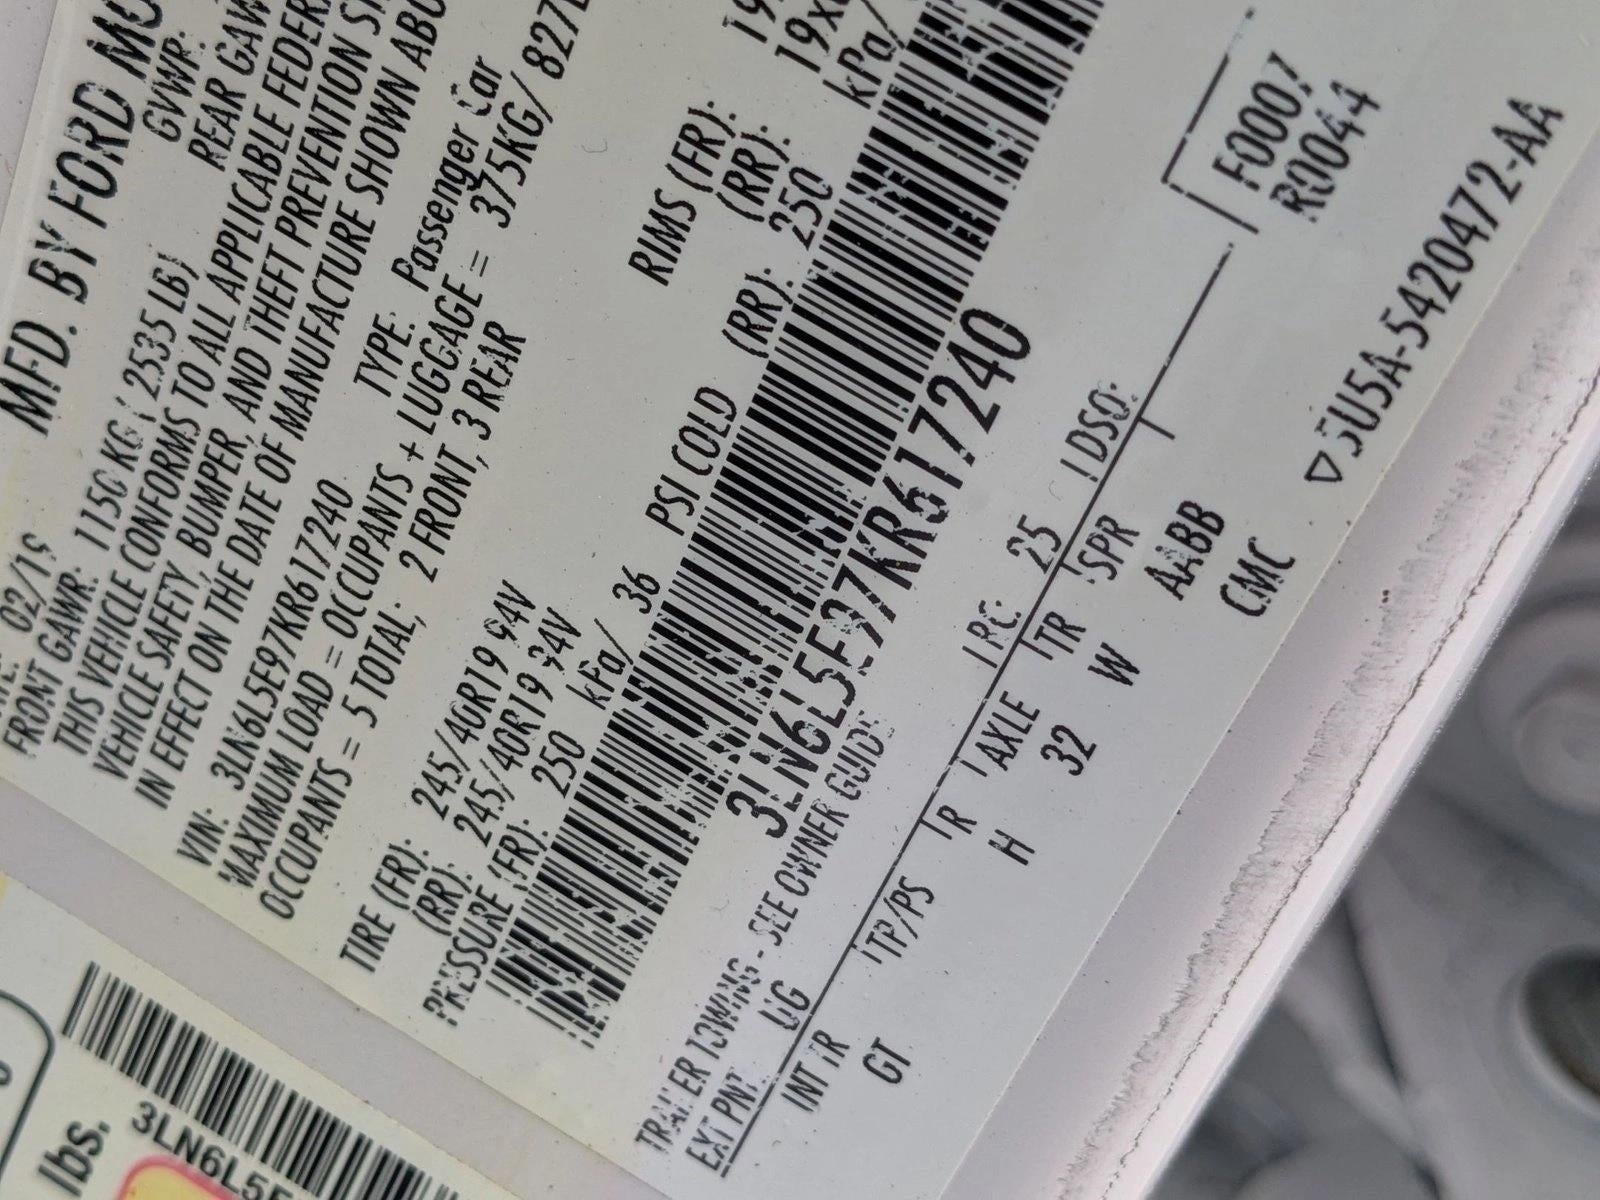 MFD. BY FORD MO
02/19
GVWR:
FRONT GAWR: 1150 KG ( 2535 LB)
REAR GAW
THIS VEHICLE CONFORMS TO ALL APPLICABLE FEDER
VEHICLE SAFETY, BUMPER, AND THEFT PREVENTION S
IN EFFECT ON THE DATE OF MANUFACTURE SHOWN ABO
VIN: 3LN6L5E97KR617240
TYPE: Passenger Car
MAXIMUM LOAD = OCCUPANTS + LUGGAGE = 375KG/ 827
OCCUPANTS = 5 TOTAL; 2 FRONT, 3 REAR
TIRE (FR): 245/40R19 94V
RIMS (FR): 19
(RR): 245/40R19 94V
(RR): 19X
PRESSURE (FR): 250 kPa/ 36 PSI COLD
(RR): 250 kPa/
3LN6L5E97KR617240
TRAILER TOWING - SEE OWNER GUIDE
EXT PNT: UG
RC: 25
DSO:
F0007
R0044
INT TR
TP/PS
R
AXLE
TR
SPR
GT
H
32
W
AABB
CMC
5U5A-5420472-AA
lbs.
3LN6L5E